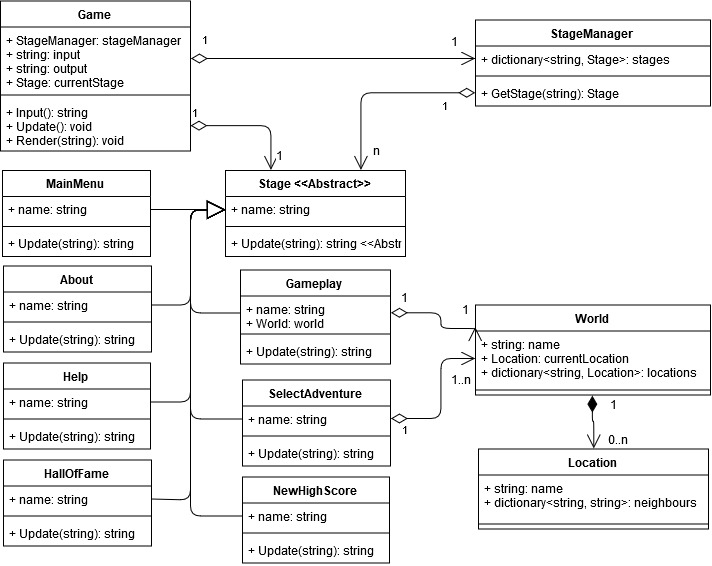 Game
+ StageManager: stageManager
+ string: input
+ string: output
+ Stage: currentStage
+ Input(): string
+ Update(): void
+ Render(string): void
1
1
StageManager
+ dictionary<string, Stage>: stages
+ GetStage(string): Stage
1
1
1
n
MainMenu
+ name: string
+ Update(string): string
Stage <<Abstract>>
+ name: string
+ Update(string): string <<Abstr
About
+ name: string
+ Update(string): string
Gameplay
+ name: string
+ World: world
+ Update(string): string
1
1
World
+ string: name
+ Location: currentLocation
+ dictionary<string, Location>: locations
Help
+ name: string
+ Update(string): string
SelectAdventure
+ name: string
+ Update(string): string
1..n
1
1
0..n
HallOfFame
+ name: string
+ Update(string): string
NewHighScore
+ name: string
+ Update(string): string
Location
+ string: name
+ dictionary<string, string>: neighbours